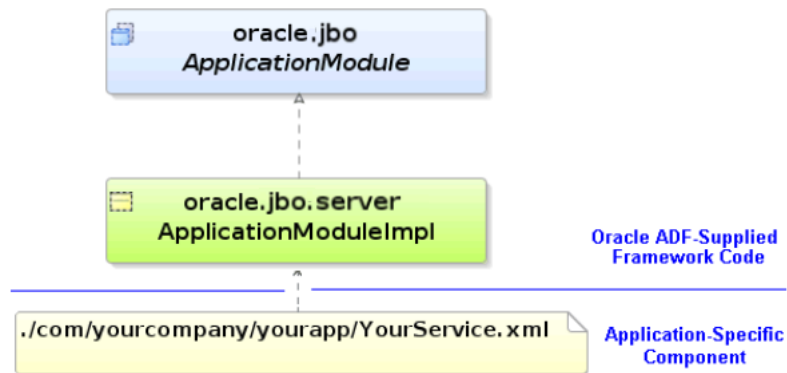 oracle.jbo
ApplicationModule
oracle.jbo.server
ApplicationModuleImpl
Oracle ADF-Supplied
Framework Code
./com/yourcompany/yourapp/YourService.xml
Application-Specific
Component